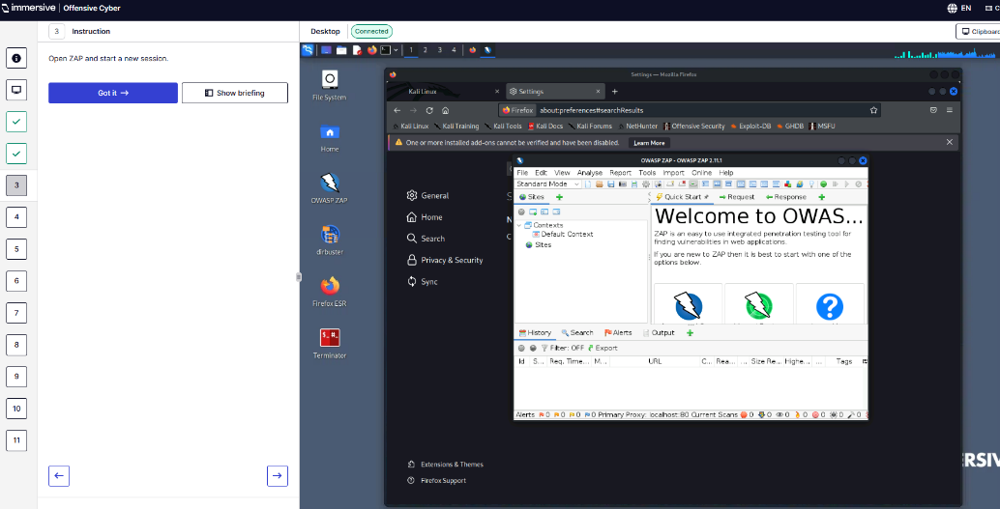 immersive | Offensive Cyber
EN
3 Instruction
Desktop Connected
Clipboard
Open ZAP and start a new session.
Got it →
Show briefing
3
4
5
6
7
8
9
10
11
1 2 3 4
File System
Home
OWASP ZAP
dirbuster
Firefox ESR
Terminator
Settings — Mozilla Firefox
Kali Linux
Settings
Firefox about:preferences#searchResults
Kali Linux Kali Training Kali Tools Kali Docs Kali Forums NetHunter Offensive Security Exploit-DB GHDB MSFU
One or more installed add-ons cannot be verified and have been disabled. Learn More
General
Home
Search
Privacy & Security
Sync
Extensions & Themes
Firefox Support
OWASP ZAP - OWASP ZAP 2.11.1
File Edit View Analyse Report Tools Import Online Help
Standard Mode
Sites
Quick Start Request Response
Contexts
Default Context
Sites
Welcome to OWAS...
ZAP is an easy to use integrated penetration testing tool for
finding vulnerabilities in web applications.
If you are new to ZAP then it is best to start with one of the
options below.
History Search Alerts Output
Filter: OFF Export
Id S... Req. Time... M... URL C... Rea... ... Size Re... Highe... ... Tags
Alerts 0 0 0 0 Primary Proxy: localhost:80 Current Scans 0 0 0 0 0 0 0
ERSIV